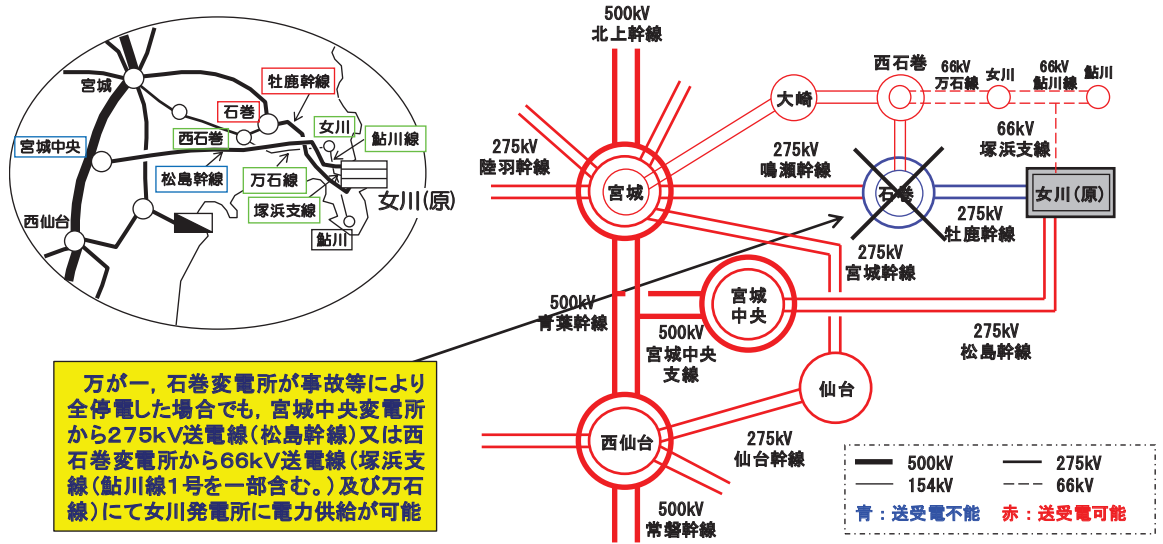 宮城
牡鹿幹線
石巻
西石巻
女川
鮎川線
宮城中央
松島幹線
万石線
塚浜支線
女川(原)
西仙台
鮎川
500kV
北上幹線
西石巻
66kV
万石線
女川
66kV
鮎川線
鮎川
大崎
275kV
陸羽幹線
275kV
鳴瀬幹線
66kV
塚浜支線
宮城
石巻
女川(原)
275kV
牡鹿幹線
275kV
宮城幹線
500kV
青葉幹線
宮城
中央
500kV
宮城中央
支線
275kV
松島幹線
仙台
西仙台
275kV
仙台幹線
500kV
常磐幹線
万が一，石巻変電所が事故等により
全停電した場合でも，宮城中央変電所
から275kV送電線(松島幹線)又は西
石巻変電所から66kV送電線(塚浜支
線(鮎川線1号を一部含む。)及び万石
線)にて女川発電所に電力供給が可能
500kV
275kV
154kV
66kV
青：送受電不能
赤：送受電可能